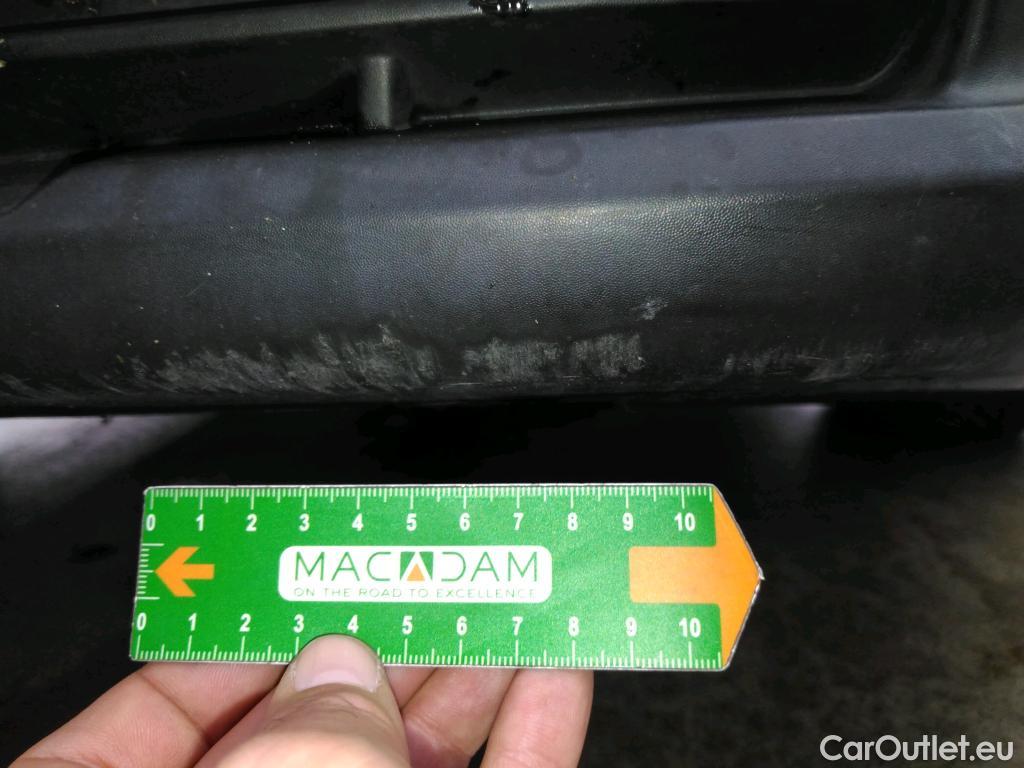 0 1 2 3 4 5 6 7 8 9 10
MACADAM
ON THE ROAD TO EXCELLENCE
0 1 2 3 4 5 6 7 8 9 10
CarOutlet.eu